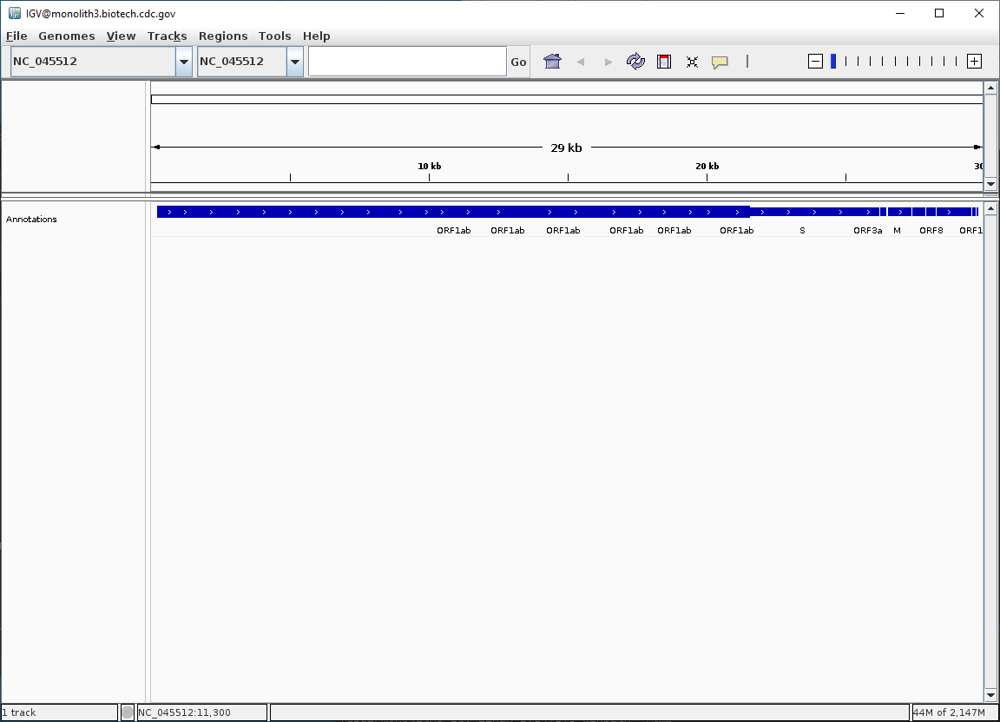 IGV@monolith3.biotech.cdc.gov
File Genomes View Tracks Regions Tools Help
NC_045512 NC_045512 Go
29 kb
10 kb 20 kb 30
Annotations
ORF1ab ORF1ab ORF1ab ORF1ab ORF1ab ORF1ab S ORF3a M ORF8 ORF1
1 track NC_045512:11,300 44M of 2,147M